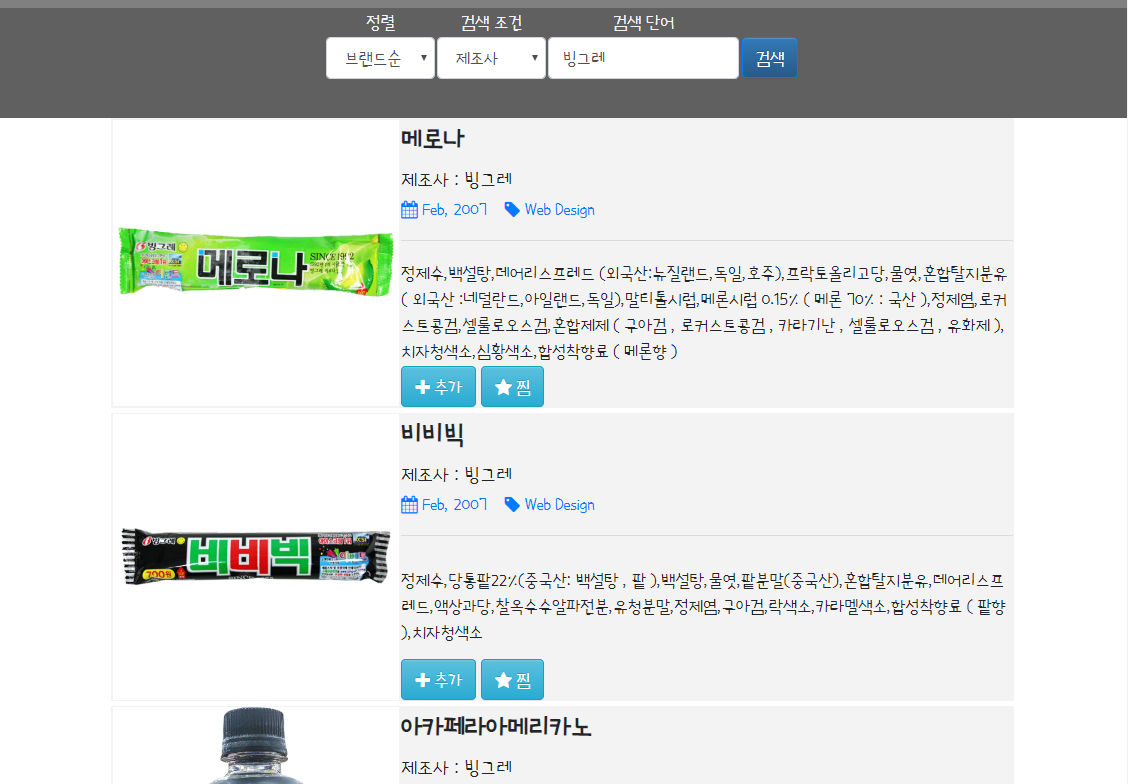 정렬 검색 조건 검색 단어
브랜드순 제조사 빙그레 검색
메로나
제조사 : 빙그레
Feb, 2007 Web Design
빙그레
메로나
정제수,백설탕,데어리스프레드 (외국산:뉴질랜드,독일,호주),프락토올리고당,물엿,혼합탈지분유
( 외국산 :네덜란드,아일랜드,독일),말티톨시럽,메론시럽 0.15% ( 메론 70% : 국산 ),정제염,로커
스트콩검,셀룰로오스검,혼합제제 ( 구아검 , 로커스트콩검 , 카라기난 , 셀룰로오스검 , 유화제 ),
치자청색소,심황색소,합성착향료 ( 메론향 )
추가 찜
비비빅
제조사 : 빙그레
Feb, 2007 Web Design
비비빅
정제수,당통팥22%(중국산: 백설탕 , 팥 ),백설탕,물엿,팥분말(중국산),혼합탈지분유,데어리스프
레드,액상과당,찰옥수수알파전분,유청분말,정제염,구아검,락색소,카라멜색소,합성착향료 ( 팥향
),치자청색소
추가 찜
아카페라아메리카노
제조사 : 빙그레